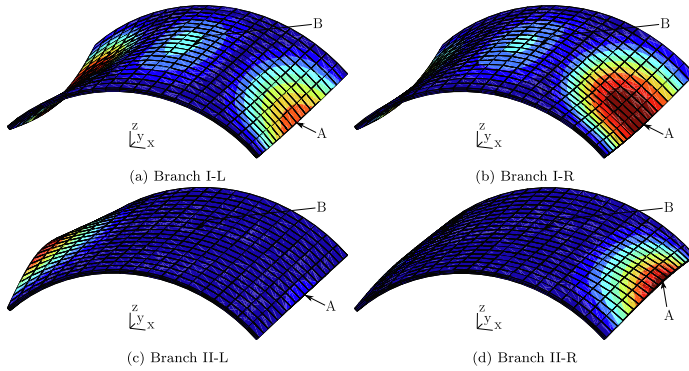 B
A
z
y
x
(a) Branch I-L
B
A
z
y
x
(b) Branch I-R
B
A
z
y
x
(c) Branch II-L
B
A
z
y
x
(d) Branch II-R